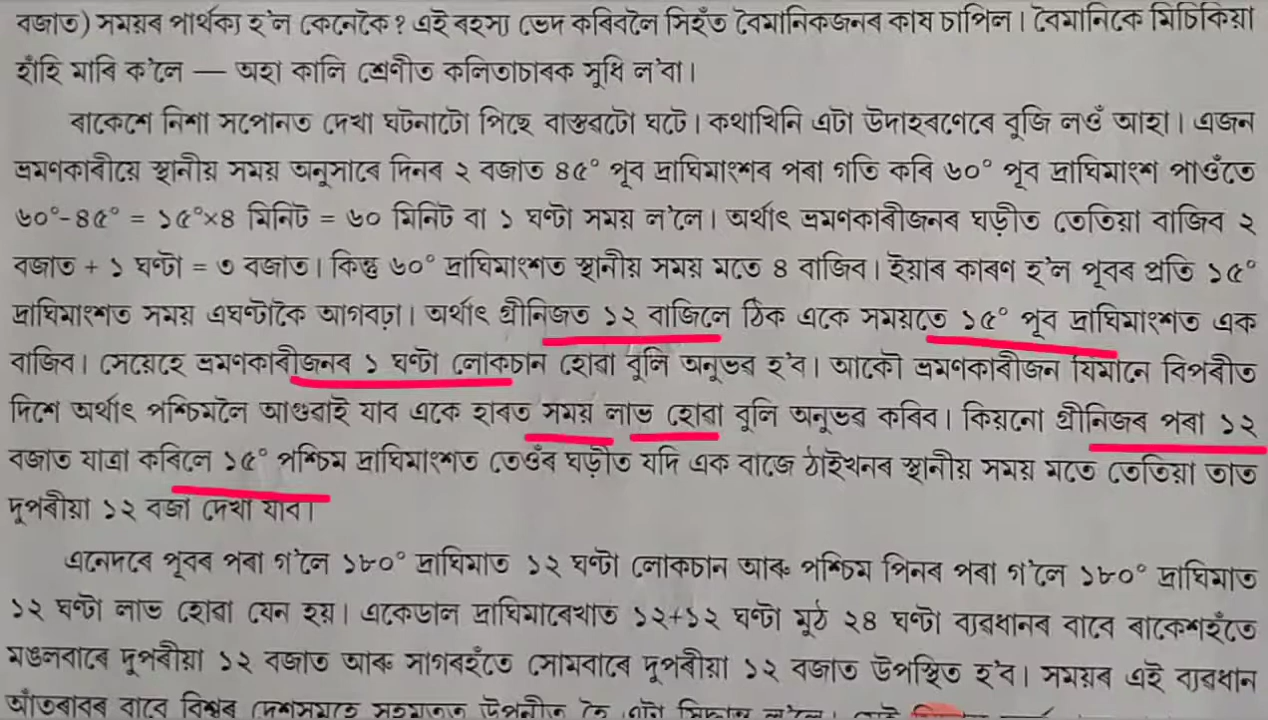 বজাত) সময়ৰ পাৰ্থক্য হ'ল কেনেকৈ? এই ৰহস্য ভেদ কৰিবলৈ সিহঁত বৈমানিকজনৰ কাষ চাপিল। বৈমানিকে মিচিকিয়া
হাঁহি মাৰি ক'লে — অহা কালি শ্ৰেণীত কলিতাচাৰক সুধি ল'বা।
ৰাকেশে নিশা সপোনত দেখা ঘটনাটো পিছে বাস্তৱটো ঘটে। কথাখিনি এটা উদাহৰণেৰে বুজি লওঁ আহা। এজন
ভ্ৰমণকাৰীয়ে স্থানীয় সময় অনুসাৰে দিনৰ ২ বজাত ৪৫° পূব দ্ৰাঘিমাংশৰ পৰা গতি কৰি ৬০° পূব দ্ৰাঘিমাংশ পাওঁতে
৬০°-৪৫° = ১৫°×৪ মিনিট = ৬০ মিনিট বা ১ ঘণ্টা সময় ল'লে। অৰ্থাৎ ভ্ৰমণকাৰীজনৰ ঘড়ীত তেতিয়া বাজিব ২
বজাত + ১ ঘণ্টা = ৩ বজাত। কিন্তু ৬০° দ্ৰাঘিমাংশত স্থানীয় সময় মতে ৪ বাজিব। ইয়াৰ কাৰণ হ'ল পূবৰ প্ৰতি ১৫°
দ্ৰাঘিমাংশত সময় এঘণ্টাকৈ আগবঢ়া। অৰ্থাৎ গ্ৰীনিজত ১২ বাজিলে ঠিক একে সময়তে ১৫° পূব দ্ৰাঘিমাংশত এক
বাজিব। সেয়েহে ভ্ৰমণকাৰীজনৰ ১ ঘণ্টা লোকচান হোৱা বুলি অনুভৱ হ'ব। আকৌ ভ্ৰমণকাৰীজন যিমানে বিপৰীত
দিশে অৰ্থাৎ পশ্চিমলৈ আগুৱাই যাব একে হাৰত সময় লাভ হোৱা বুলি অনুভৱ কৰিব। কিয়নো গ্ৰীনিজৰ পৰা ১২
বজাত যাত্ৰা কৰিলে ১৫° পশ্চিম দ্ৰাঘিমাংশত তেওঁৰ ঘড়ীত যদি এক বাজে ঠাইখনৰ স্থানীয় সময় মতে তেতিয়া তাত
দুপৰীয়া ১২ বজা দেখা যাব।
এনেদৰে পূবৰ পৰা গ'লে ১৮০° দ্ৰাঘিমাত ১২ ঘণ্টা লোকচান আৰু পশ্চিম পিনৰ পৰা গ'লে ১৮০° দ্ৰাঘিমাত
১২ ঘণ্টা লাভ হোৱা যেন হয়। একেডাল দ্ৰাঘিমাৰেখাত ১২+১২ ঘণ্টা মুঠ ২৪ ঘণ্টা ব্যৱধানৰ বাবে ৰাকেশহঁতে
মঙলবাৰে দুপৰীয়া ১২ বজাত আৰু সাগৰহঁতে সোমবাৰে দুপৰীয়া ১২ বজাত উপস্থিত হ'ব। সময়ৰ এই ব্যৱধান
আঁতৰাবৰ বাবে বিশ্বৰ দেশসমূহে সহমতত উপনীত হৈ এটা সিদ্ধান্ত ল'লে।